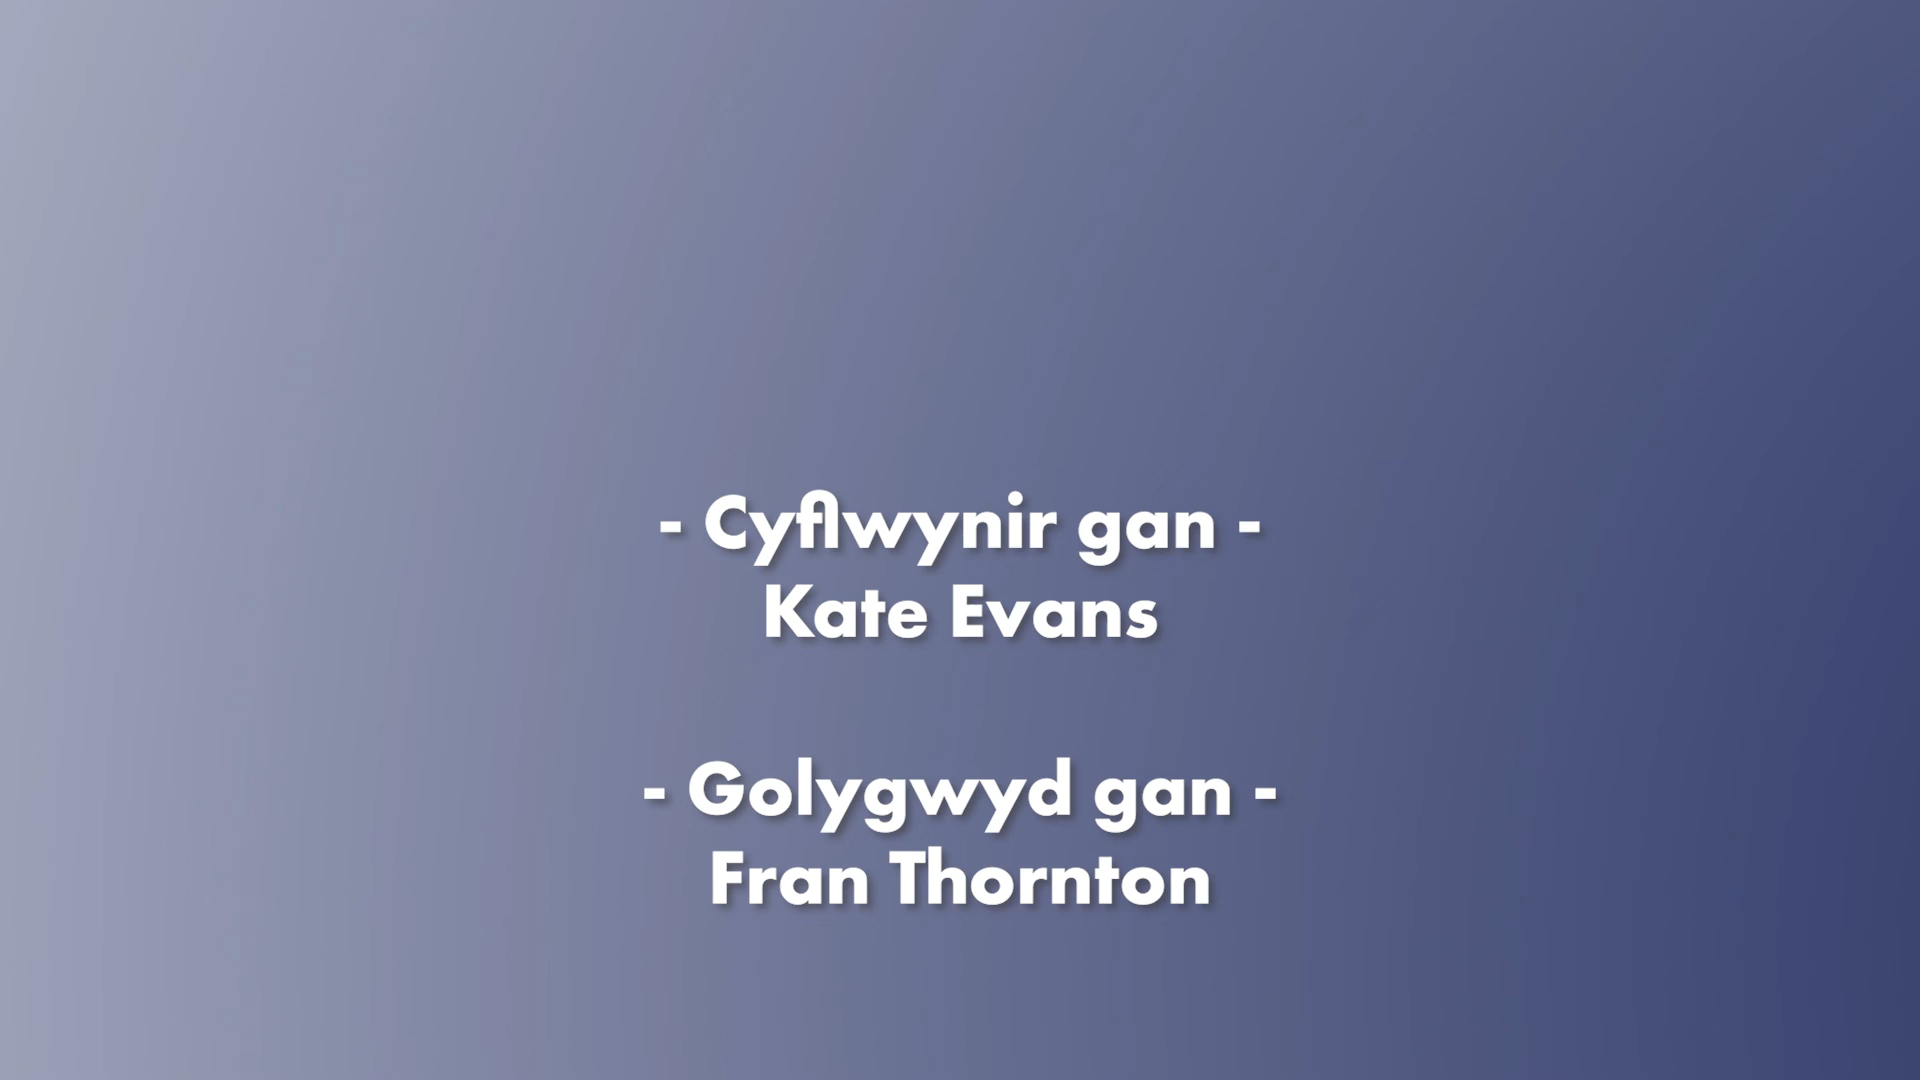 - Cyflwynir gan -
Kate Evans
- Golygwyd gan -
Fran Thornton